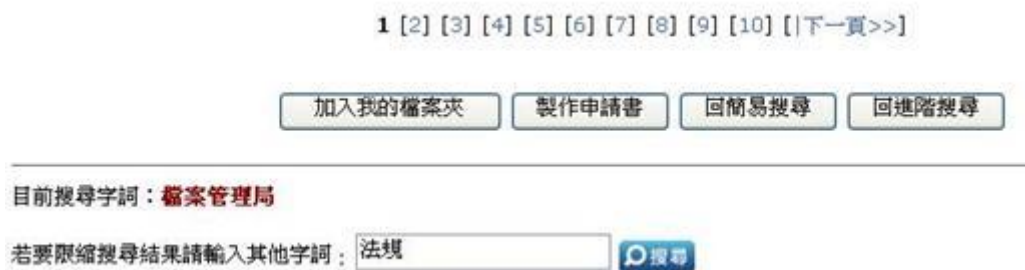 1 [2] [3] [4] [5] [6] [7] [8] [9] [10] [|下一頁>>]
加入我的檔案夾 製作申請書 回簡易搜尋 回進階搜尋
目前搜尋字詞：檔案管理局
若要限縮搜尋結果請輸入其他字詞：法規 搜尋